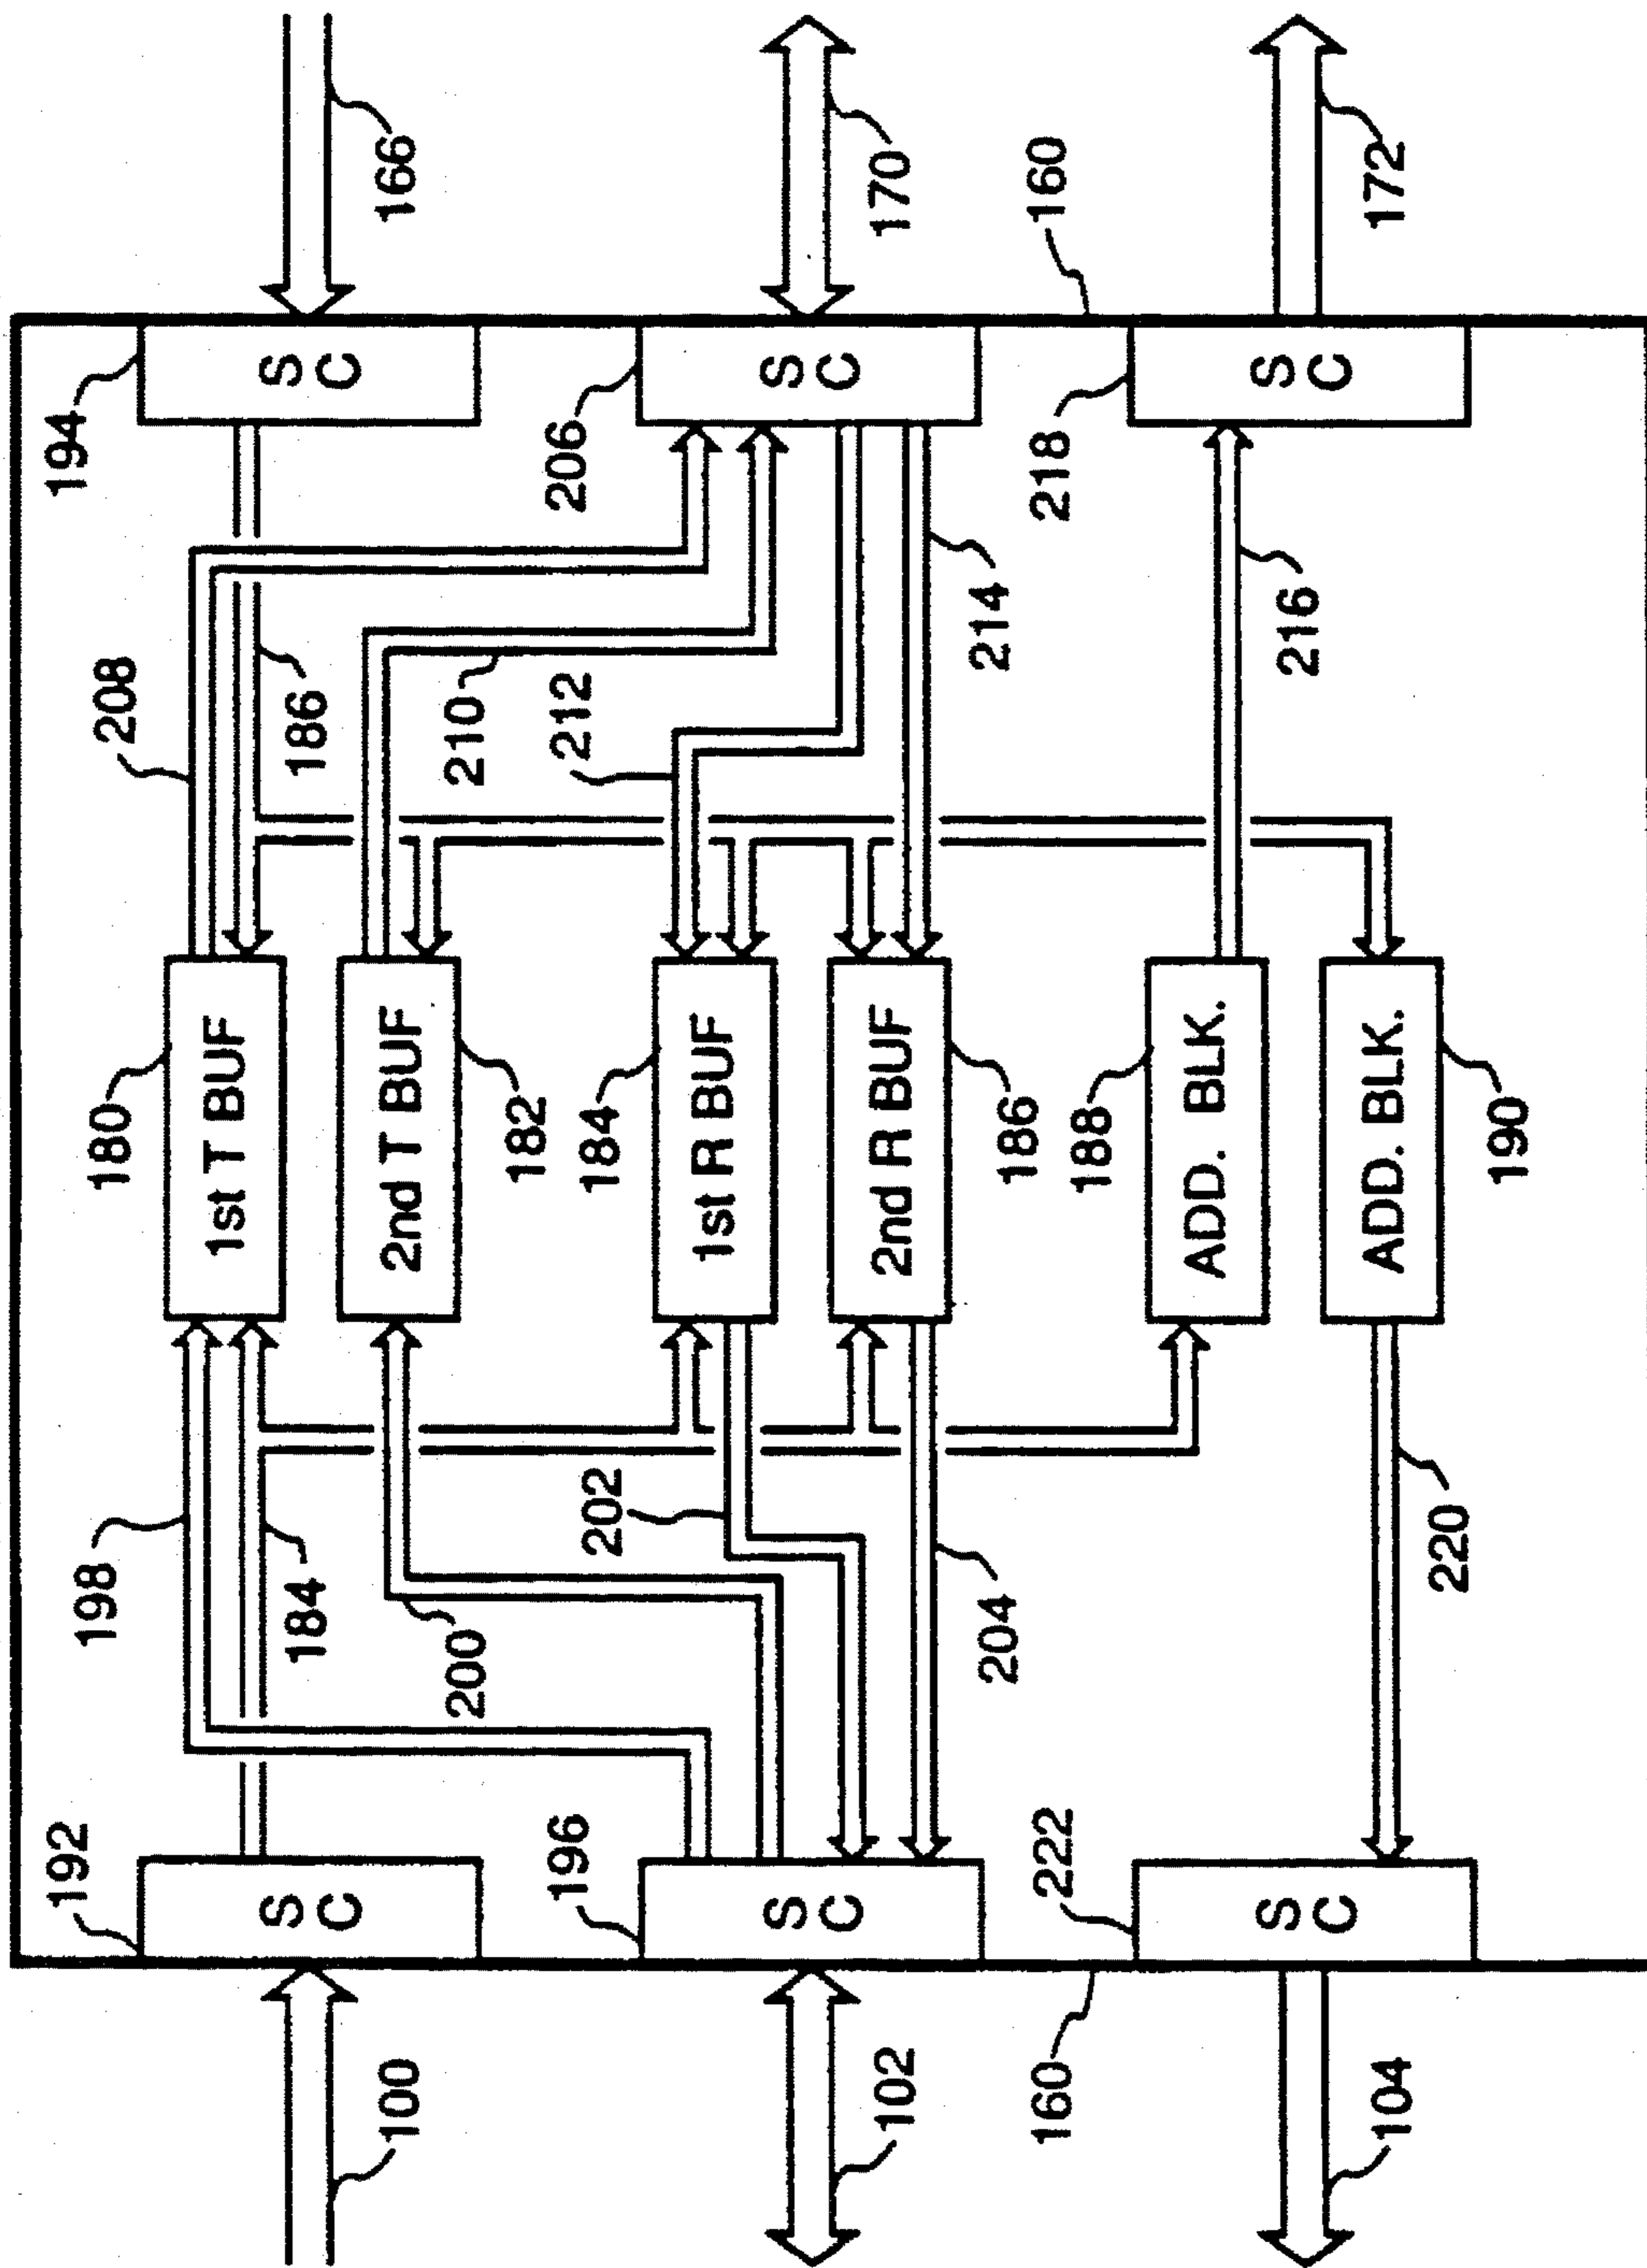 192
198
180
208
194
S C
1st T BUF
S C
100
184
186
166
200
2nd T BUF
182
210
196
202
184
212
206
S C
1st R BUF
S C
102
2nd R BUF
170
204
186
214
160
222
188
218
160
S C
ADD. BLK.
216
S C
104
ADD. BLK.
172
220
190